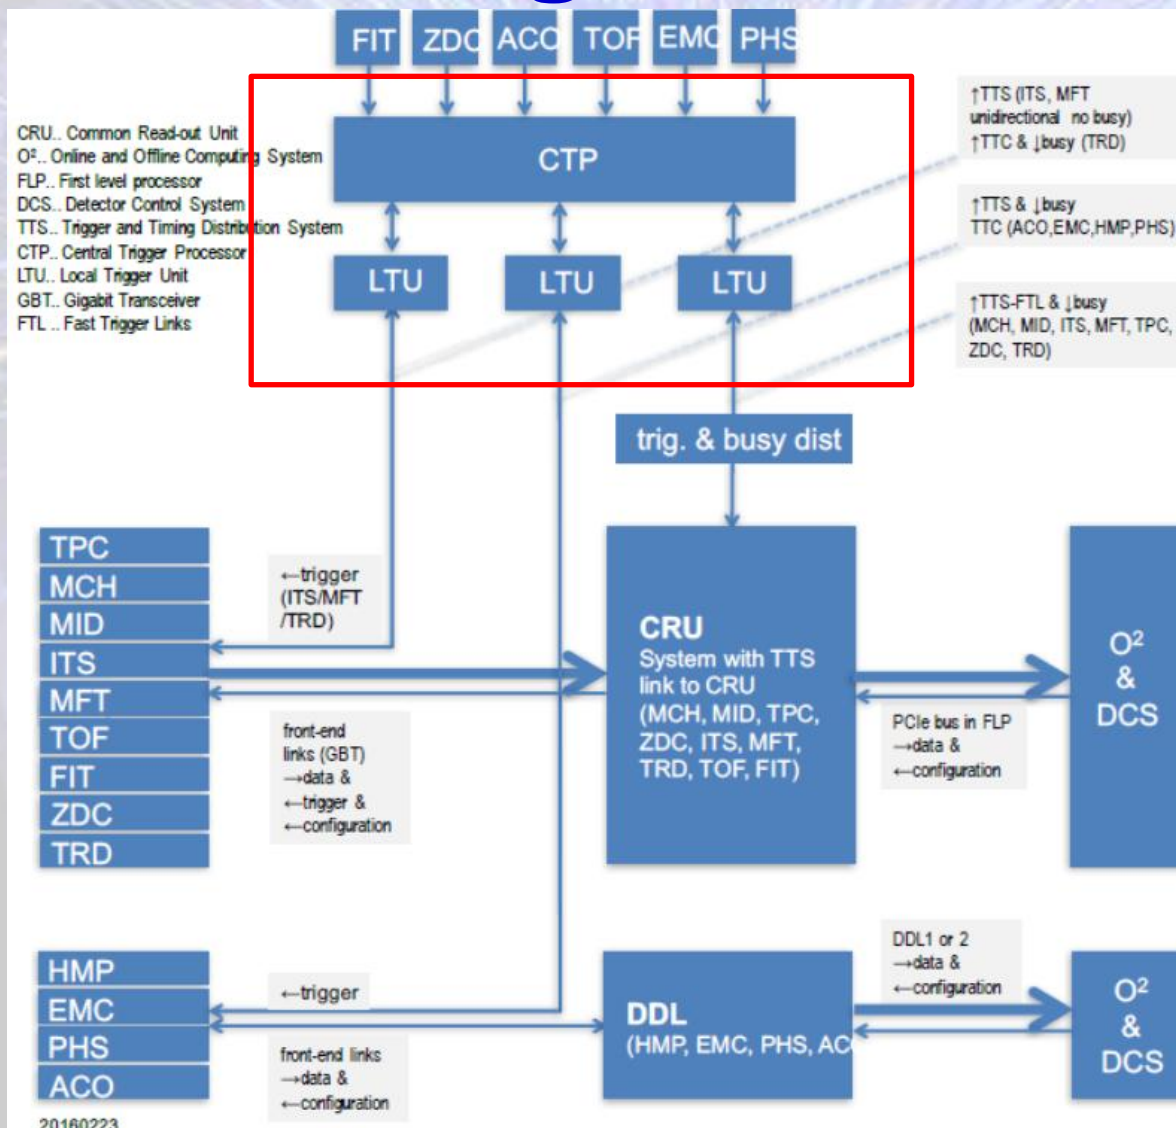 FIT ZDC ACO TOF EMC PHS
CRU.. Common Read-out Unit
O².. Online and Offline Computing System
FLP.. First level processor
DCS.. Detector Control System
TTS.. Trigger and Timing Distribution System
CTP.. Central Trigger Processor
LTU.. Local Trigger Unit
GBT.. Gigabit Transceiver
FTL .. Fast Trigger Links
CTP
LTU LTU LTU
↑TTS (ITS, MFT
unidirectional no busy)
↑TTC & ↓busy (TRD)
↑TTS & ↓busy
TTC (ACO,EMC,HMP,PHS)
↑TTS-FTL & ↓busy
(MCH, MID, ITS, MFT, TPC,
ZDC, TRD)
trig. & busy dist
TPC
MCH
MID
ITS
MFT
TOF
FIT
ZDC
TRD
←trigger
(ITS/MFT
/TRD)
front-end
links (GBT)
→data &
←trigger &
←configuration
CRU
System with TTS
link to CRU
(MCH, MID, TPC,
ZDC, ITS, MFT,
TRD, TOF, FIT)
PCIe bus in FLP
→data &
←configuration
O²
&
DCS
HMP
EMC
PHS
ACO
←trigger
front-end links
→data &
←configuration
DDL
(HMP, EMC, PHS, AC
DDL1 or 2
→data &
←configuration
O²
&
DCS
20160223